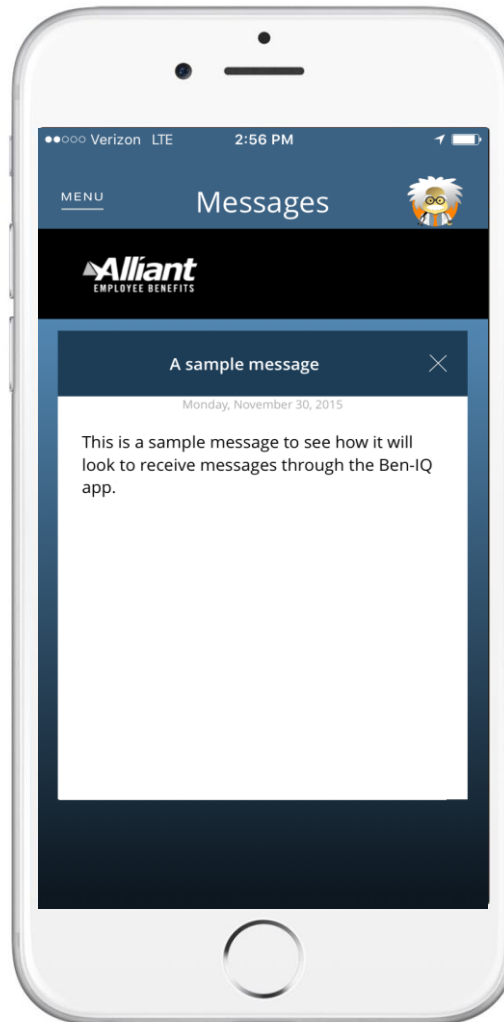 Verizon LTE 2:56 PM
MENU Messages
Alliant
EMPLOYEE BENEFITS
A sample message
Monday, November 30, 2015
This is a sample message to see how it will
look to receive messages through the Ben-IQ
app.